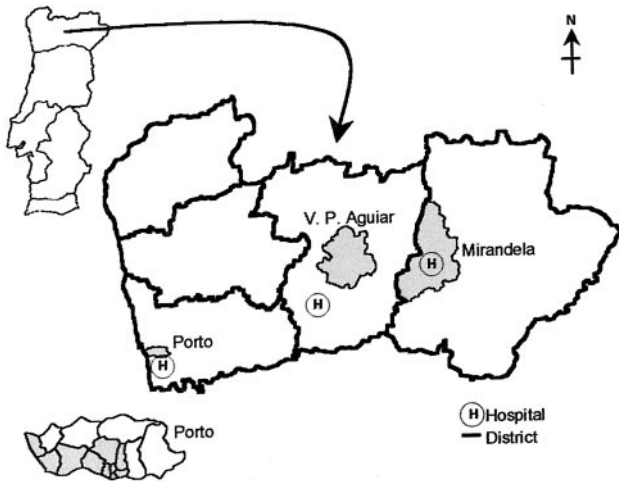 N
V. P. Aguiar
Mirandela
H
H
Porto
H
H Hospital
District
Porto